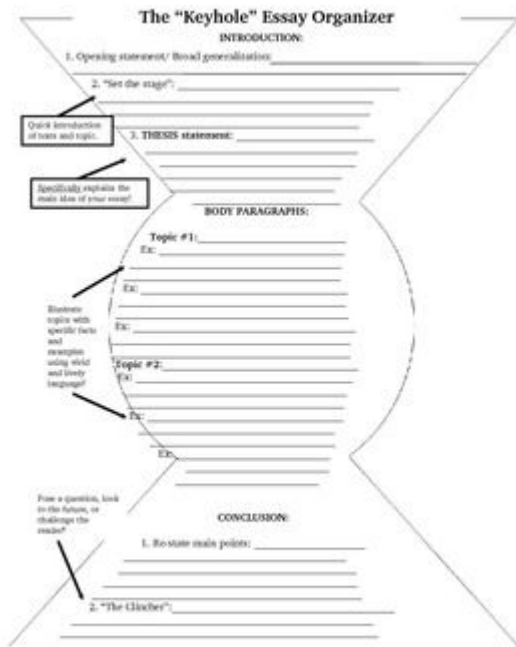 The “Keyhole” Essay Organizer
INTRODUCTION:
1. Opening statement/ Broad generalization:
2. “Set the stage”:
Quick introduction
of texts and topic.
3. THESIS statement:
Specifically explains the
main idea of your essay!
BODY PARAGRAPHS:
Topic #1:
Ex:
Ex:
Illustrate
topics with
specific facts
and
examples
using vivid
and lively
language!
Ex:
Topic #2:
Ex:
Ex:
Ex:
Pose a question, look
to the future, or
challenge the
reader!
CONCLUSION:
1. Re-state main points:
2. “The Clincher”: